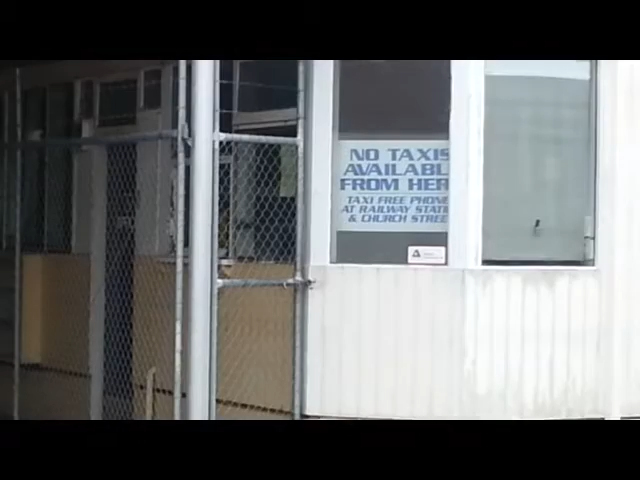 NO TAXIS
AVAILABL
FROM HER
TAXI FREE PHONE
AT RAILWAY STATI
& CHURCH STREE